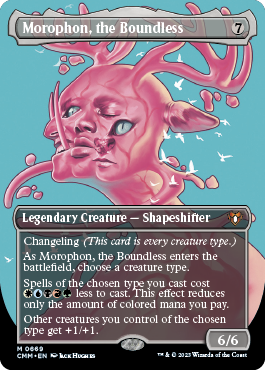 Morophon, the Boundless 7
Legendary Creature — Shapeshifter
Changeling (This card is every creature type.)
As Morophon, the Boundless enters the
battlefield, choose a creature type.
Spells of the chosen type you cast cost
less to cast. This effect reduces
only the amount of colored mana you pay.
Other creatures you control of the chosen
type get +1/+1.
6/6
M 0669
CMM • EN Jack Hughes
™ & © 2023 Wizards of the Coast